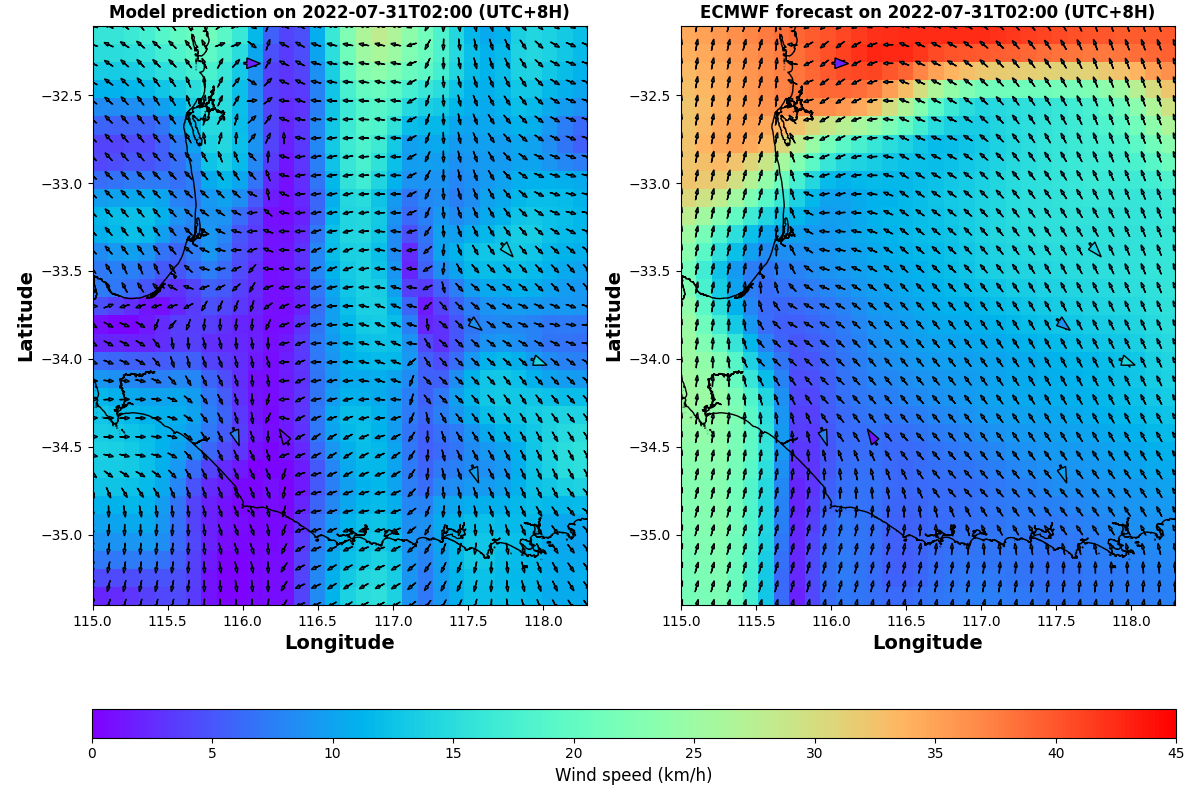 Model prediction on 2022-07-31T02:00 (UTC+8H)
ECMWF forecast on 2022-07-31T02:00 (UTC+8H)
Latitude
−32.5
−33.0
−33.5
−34.0
−34.5
−35.0
115.0 115.5 116.0 116.5 117.0 117.5 118.0
Longitude
Latitude
−32.5
−33.0
−33.5
−34.0
−34.5
−35.0
115.0 115.5 116.0 116.5 117.0 117.5 118.0
Longitude
0 5 10 15 20 25 30 35 40 45
Wind speed (km/h)